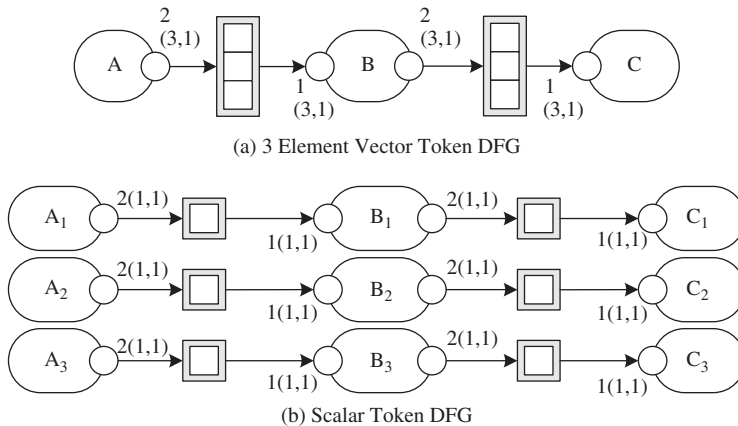 2
(3,1)
2
(3,1)
A
B
C
1
(3,1)
1
(3,1)
(a) 3 Element Vector Token DFG
2(1,1)
2(1,1)
A1
B1
C1
1(1,1)
1(1,1)
2(1,1)
2(1,1)
A2
B2
C2
1(1,1)
1(1,1)
2(1,1)
2(1,1)
A3
B3
C3
1(1,1)
1(1,1)
(b) Scalar Token DFG